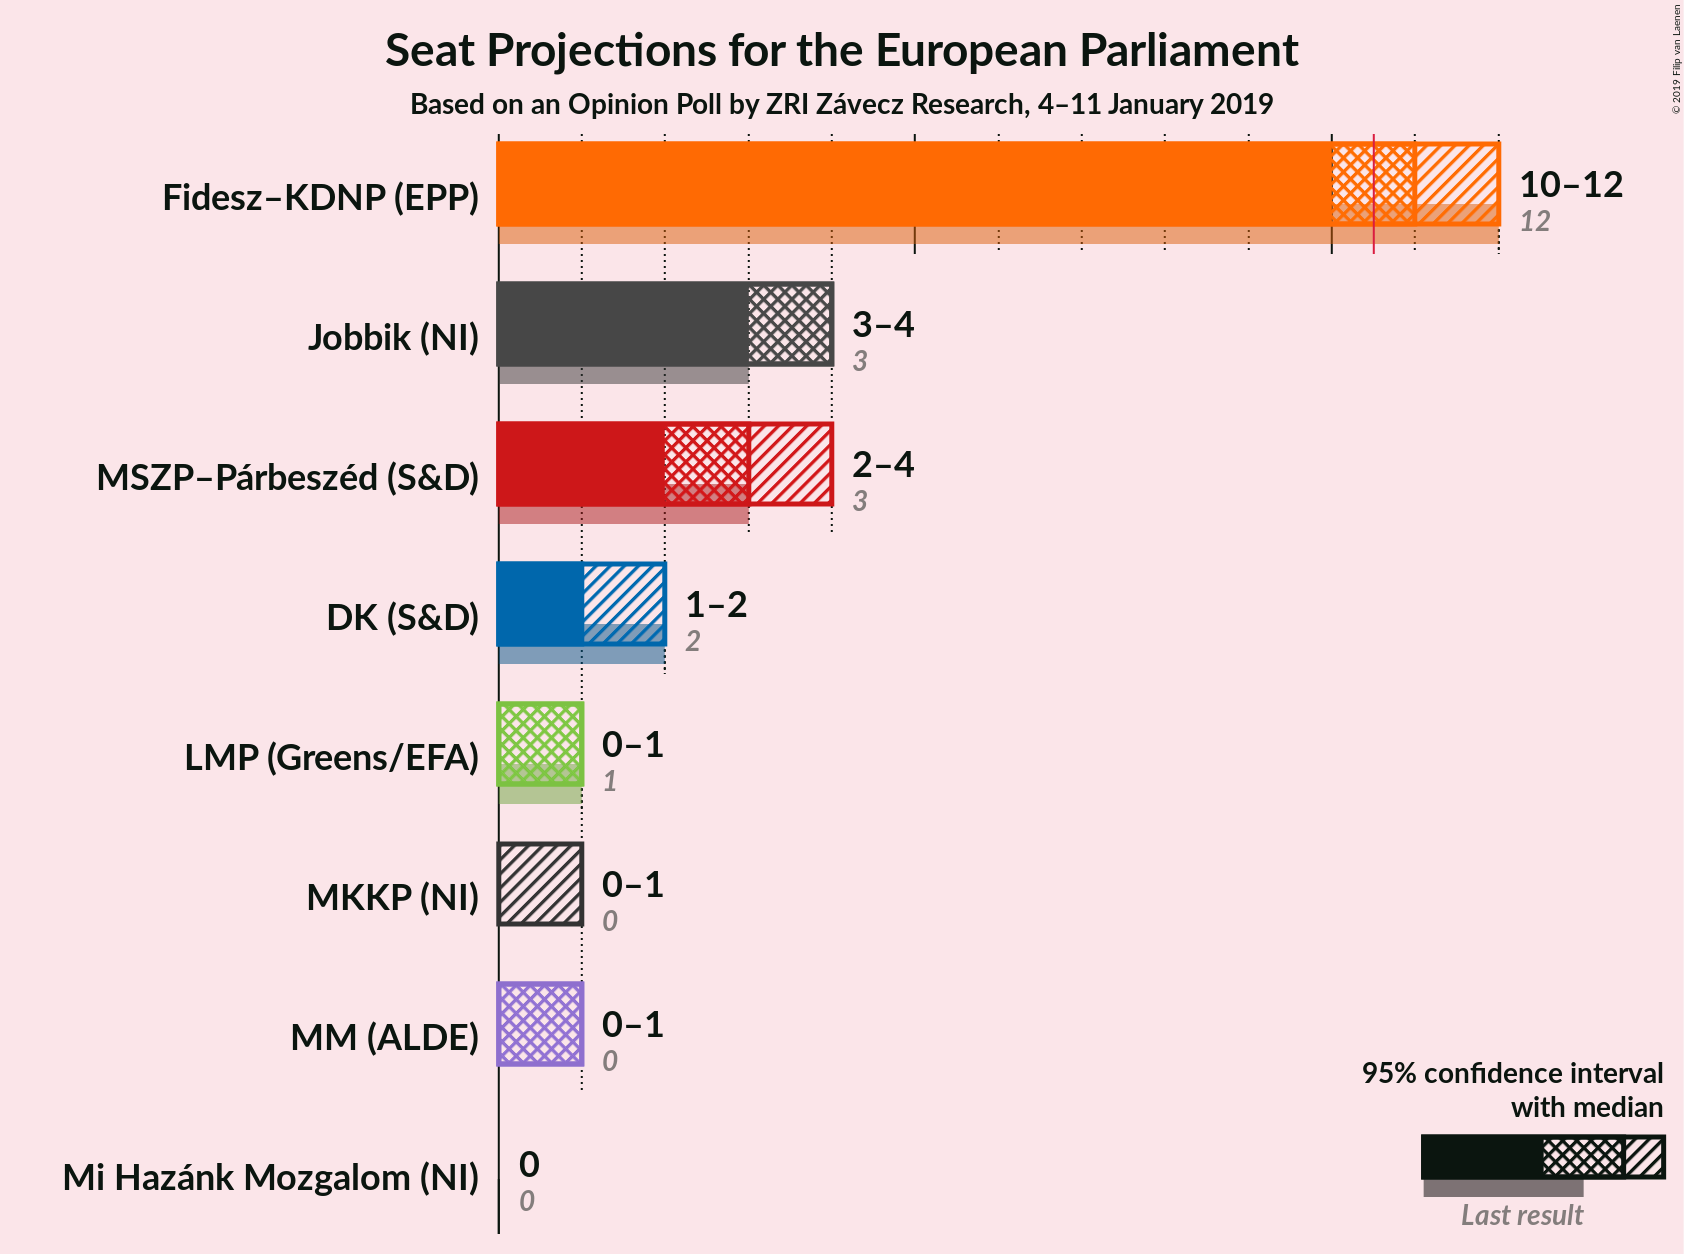 Seat Projections for the European Parliament
Based on an Opinion Poll by ZRI Závecz Research, 4–11 January 2019
© 2019 Filip van Laenen
Fidesz–KDNP (EPP)
10–12
12
Jobbik (NI)
3–4
3
MSZP–Párbeszéd (S&D)
2–4
3
DK (S&D)
1–2
2
LMP (Greens/EFA)
0–1
1
MKKP (NI)
0–1
0
MM (ALDE)
0–1
0
Mi Hazánk Mozgalom (NI)
0
0
95% confidence interval
with median
Last result